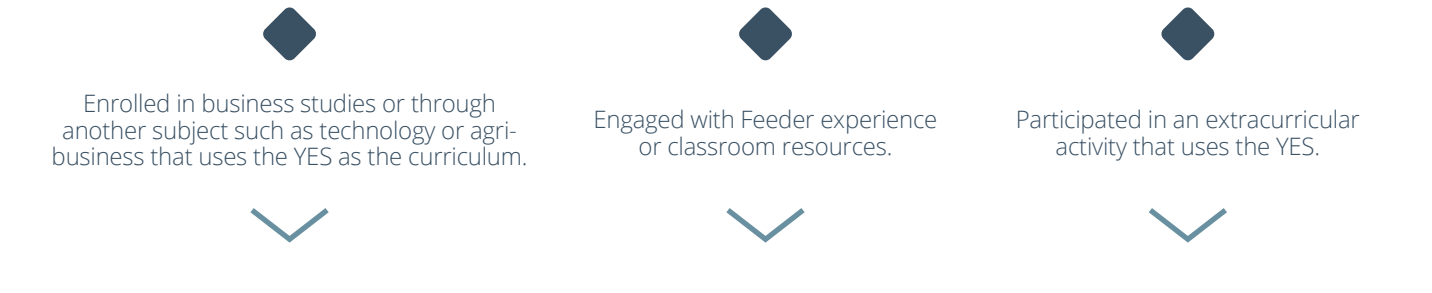 Enrolled in business studies or through
another subject such as technology or agri-
business that uses the YES as the curriculum.
Engaged with Feeder experience
or classroom resources.
Participated in an extracurricular
activity that uses the YES.